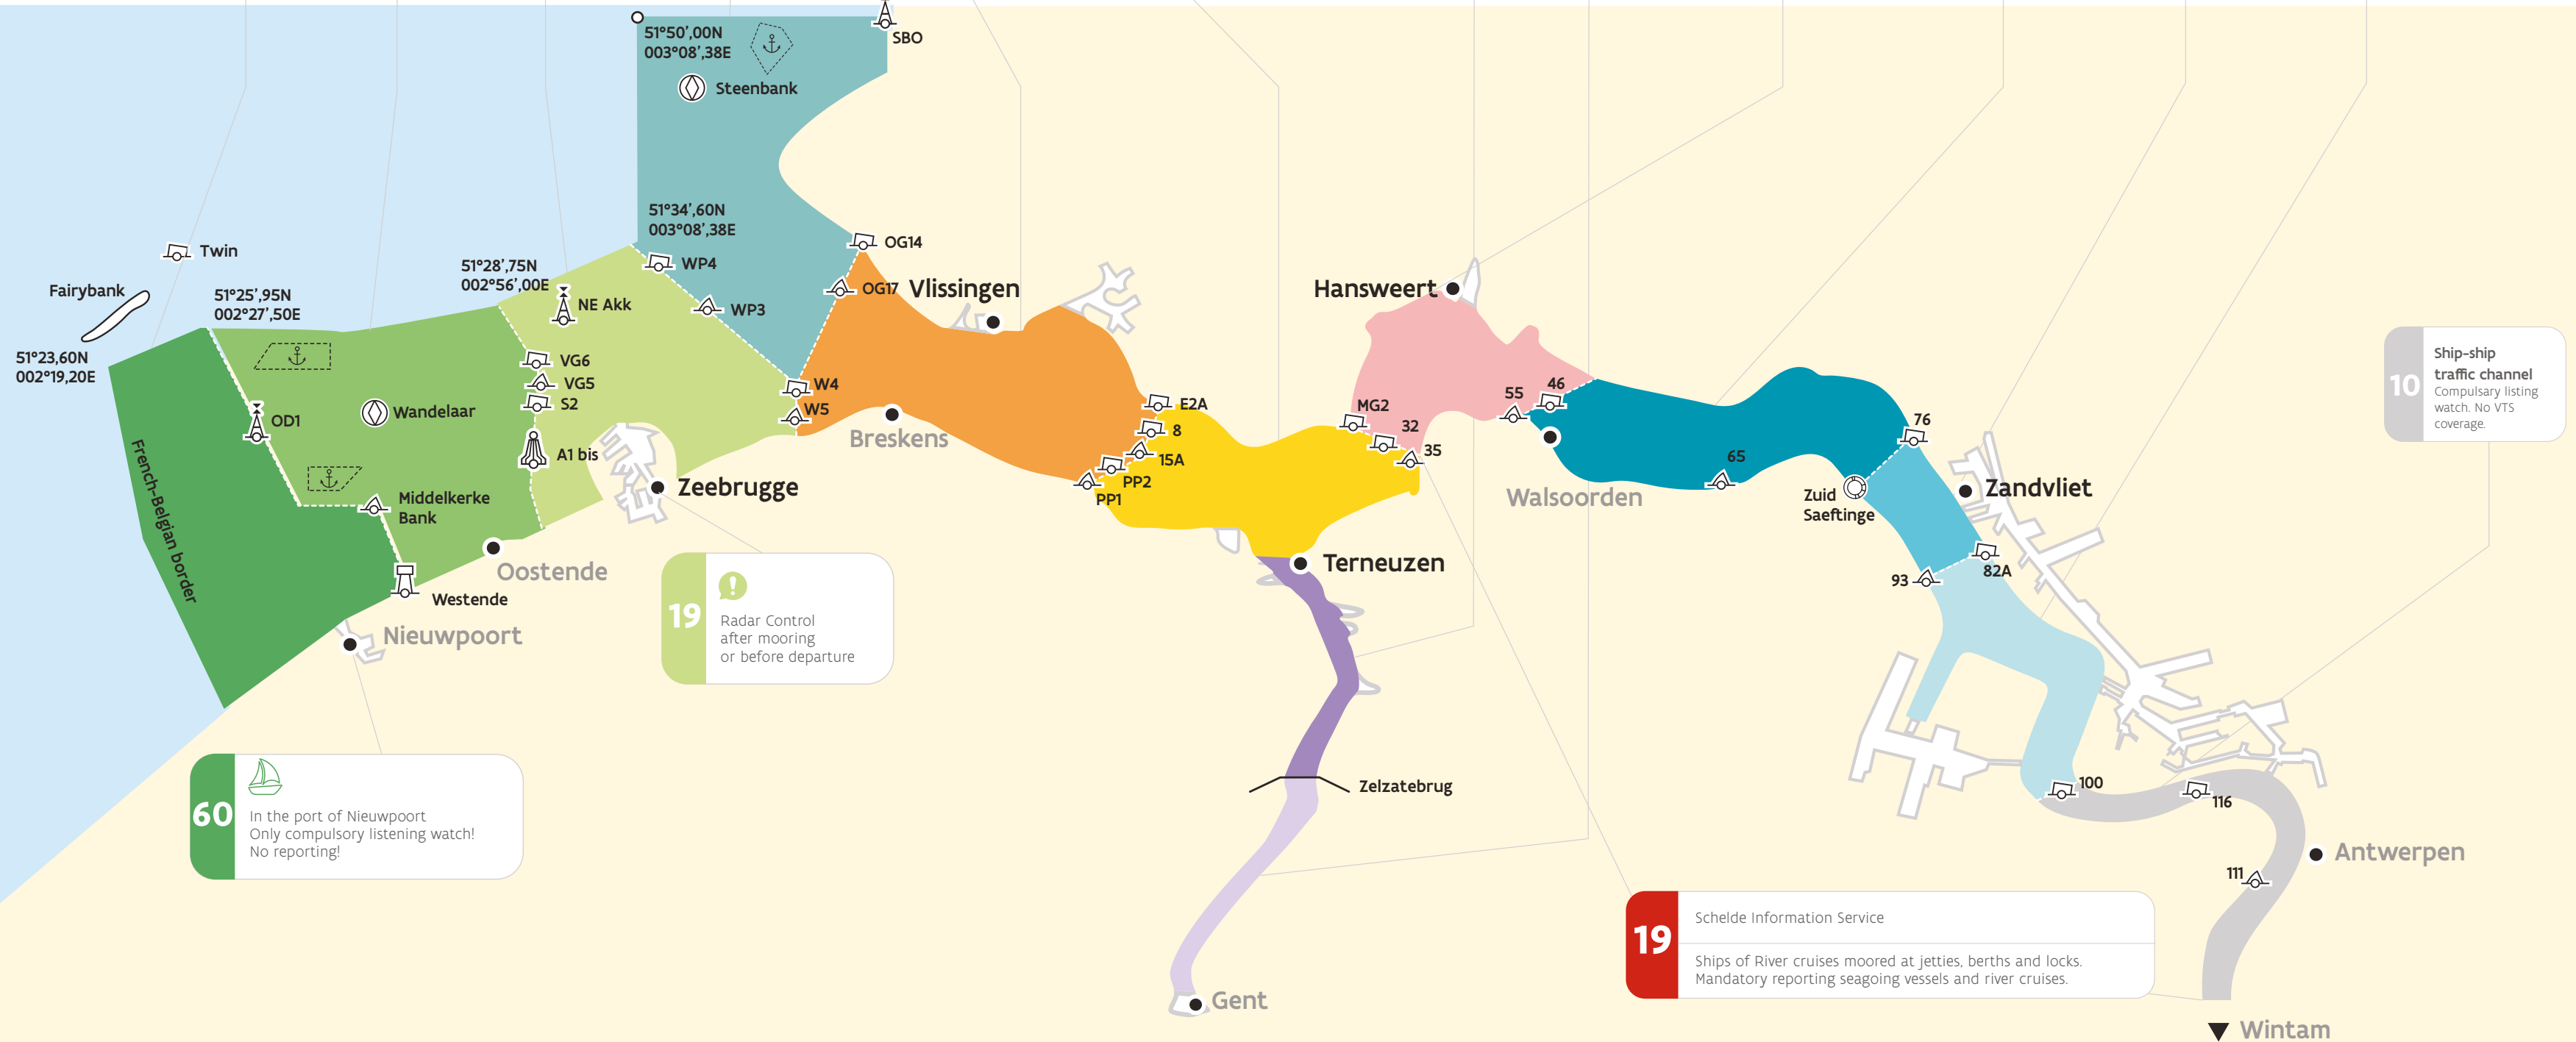 51°50',00N
003°08',38E
SBO
Steenbank
51°34',60N
003°08',38E
OG14
Twin
WP4
51°28',75N
002°56',00E
Fairybank
51°25',95N
002°27',50E
NE Akk
WP3
OG17
Vlissingen
Hansweert
51°23,60N
002°19,20E
VG6
VG5
S2
W4
W5
E2A
8
15A
PP2
PP1
MG2
32
35
55
46
76
OD1
Wandelaar
A1 bis
Breskens
65
Walsoorden
Zuid
Saeftinge
Zandvliet
French-Belgian border
Middelkerke
Bank
Zeebrugge
Oostende
Westende
Nieuwpoort
Terneuzen
93
82A
10
Ship-ship
traffic channel
Compulsary listing
watch. No VTS
coverage.
19
Radar Control
after mooring
or before departure
60
In the port of Nieuwpoort
Only compulsory listening watch!
No reporting!
Zelzatebrug
100
116
Antwerpen
111
19
Schelde Information Service
Ships of River cruises moored at jetties, berths and locks.
Mandatory reporting seagoing vessels and river cruises.
Gent
Wintam